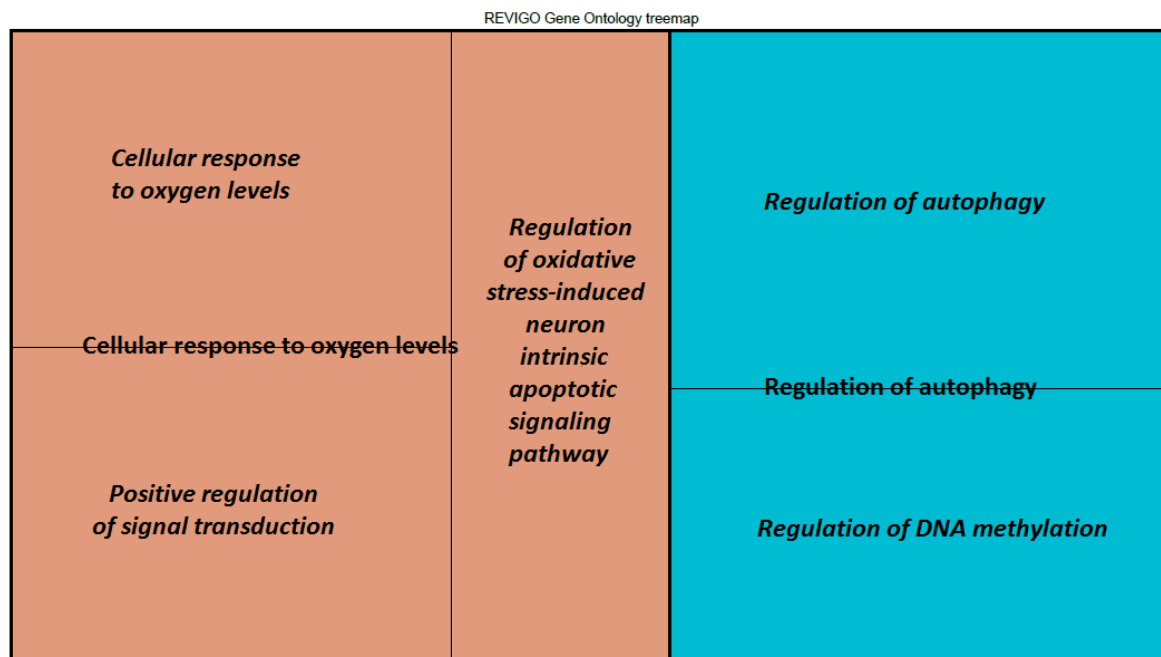 REVIGO Gene Ontology treemap
Cellular response
to oxygen levels
Cellular response to oxygen levels
Positive regulation
of signal transduction
Regulation
of oxidative
stress-induced
neuron
intrinsic
apoptotic
signaling
pathway
Regulation of autophagy
Regulation of autophagy
Regulation of DNA methylation